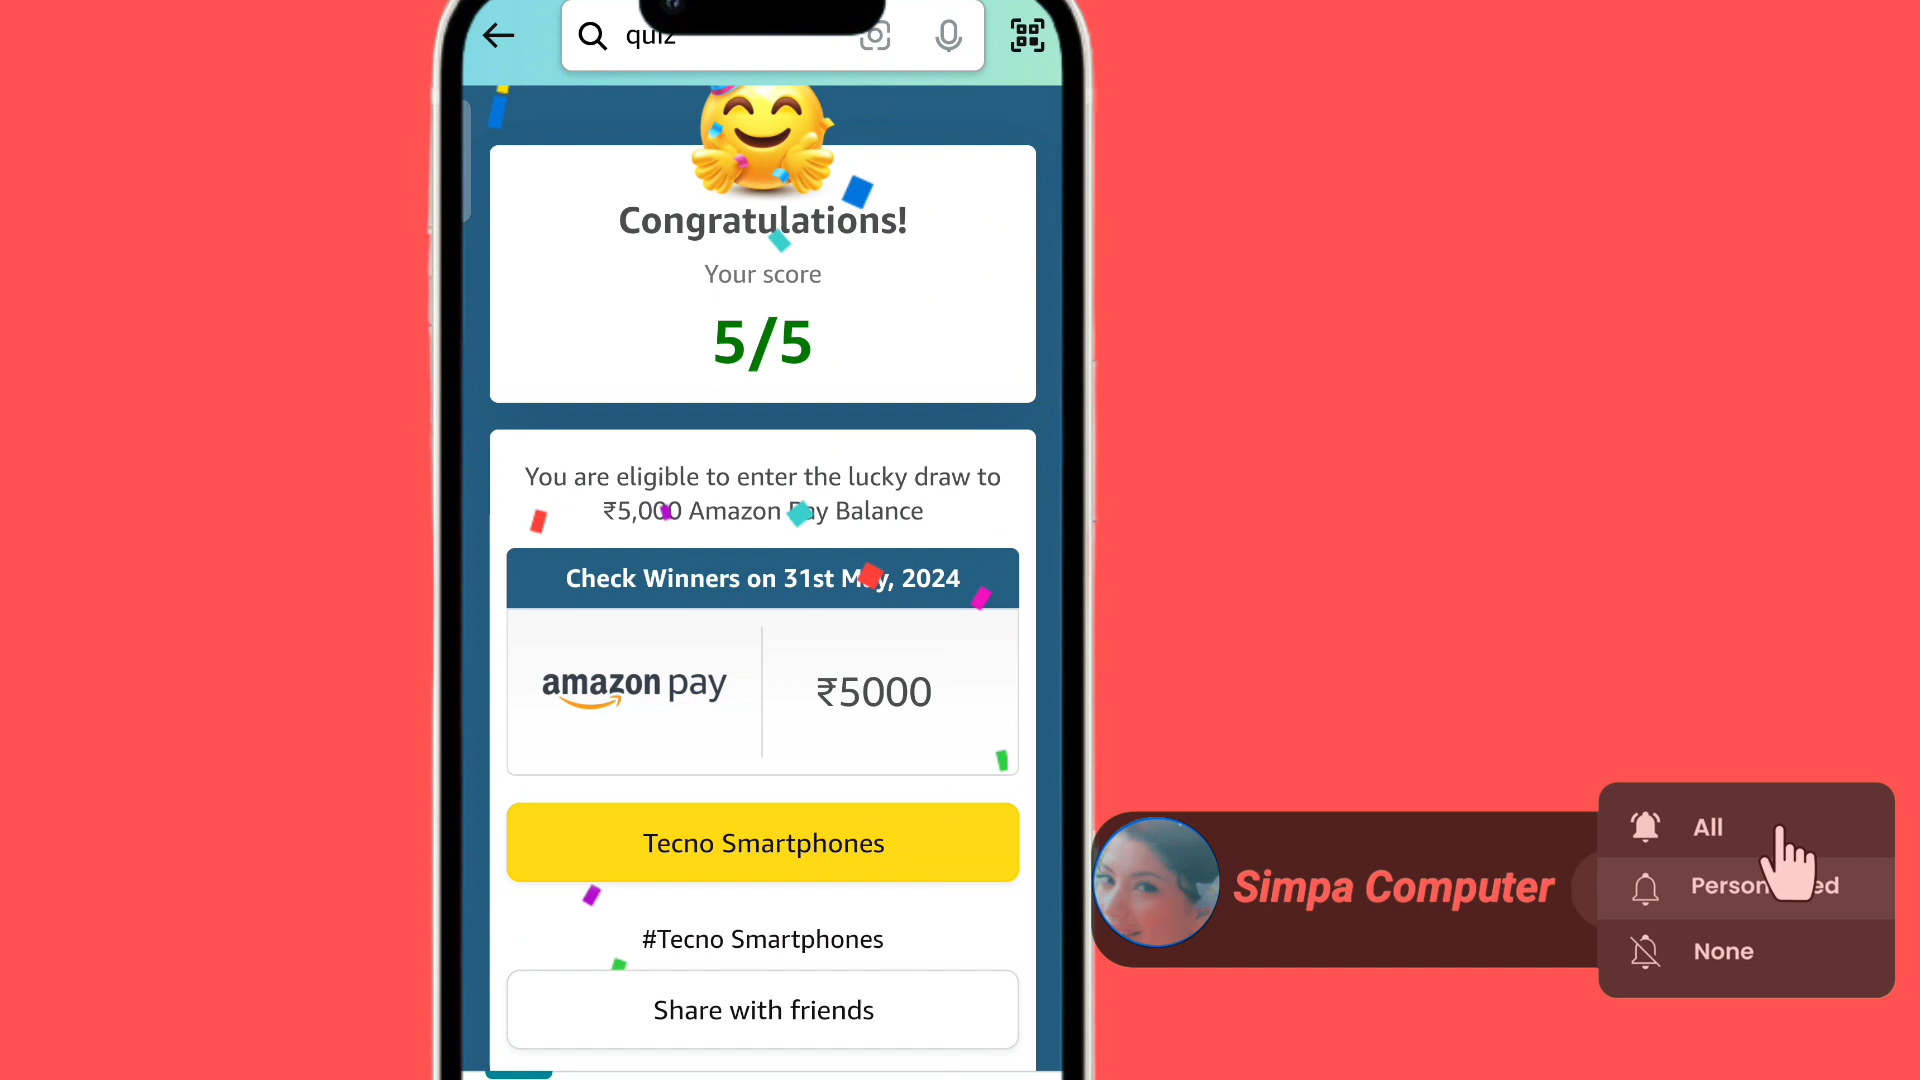 quiz
Congratulations!
Your score
5/5
You are eligible to enter the lucky draw to
₹5,000 Amazon Pay Balance
Check Winners on 31st May, 2024
amazon pay
₹5000
Tecno Smartphones
#Tecno Smartphones
Share with friends
Simpa Computer
All
Personalized
None